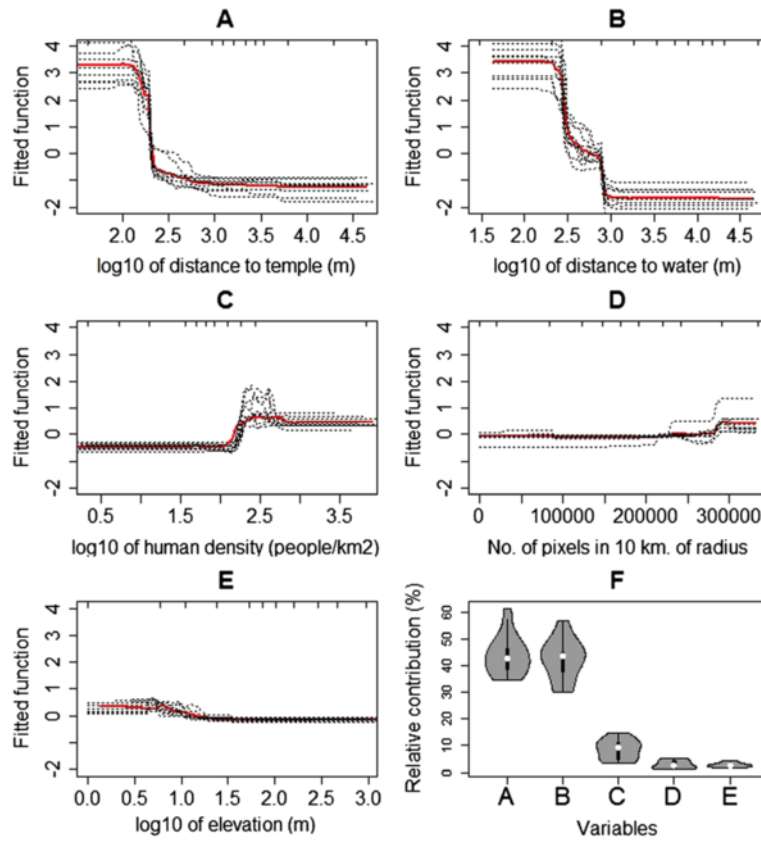 A
B
4
3
2
1
0
-2
Fitted function
2.0 2.5 3.0 3.5 4.0 4.5
log10 of distance to temple (m)
4
3
2
1
0
-2
Fitted function
1.5 2.0 2.5 3.0 3.5 4.0 4.5
log10 of distance to water (m)
C
D
4
3
2
1
0
-2
Fitted function
0.5 1.5 2.5 3.5
log10 of human density (people/km2)
4
3
2
1
0
-2
Fitted function
0 100000 200000 300000
No. of pixels in 10 km. of radius
E
F
4
3
2
1
0
-2
Fitted function
0.0 0.5 1.0 1.5 2.0 2.5 3.0
log10 of elevation (m)
60
50
40
30
20
10
0
Relative contribution (%)
A B C D E
Variables